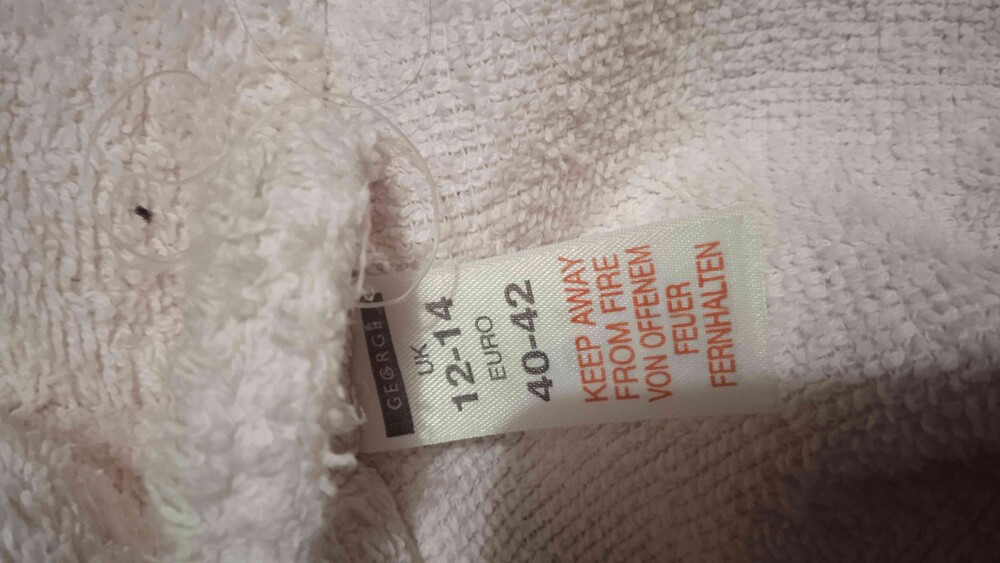 GEORGE
UK
12-14
EURO
40-42
KEEP AWAY
FROM FIRE
VON OFFENEM
FEUER
FERNHALTEN